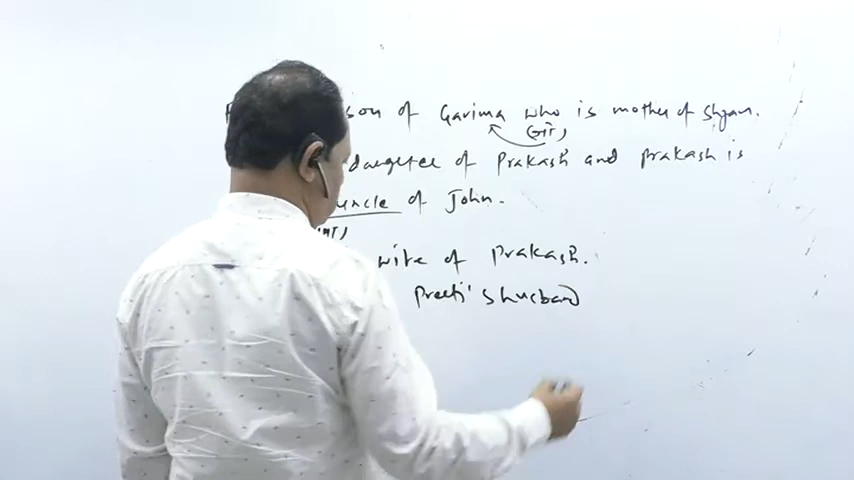 son of Garima who is mother of Shyam.
daughter of Prakash and Prakash is
uncle of John.
wife of Prakash.
Preeti's husband